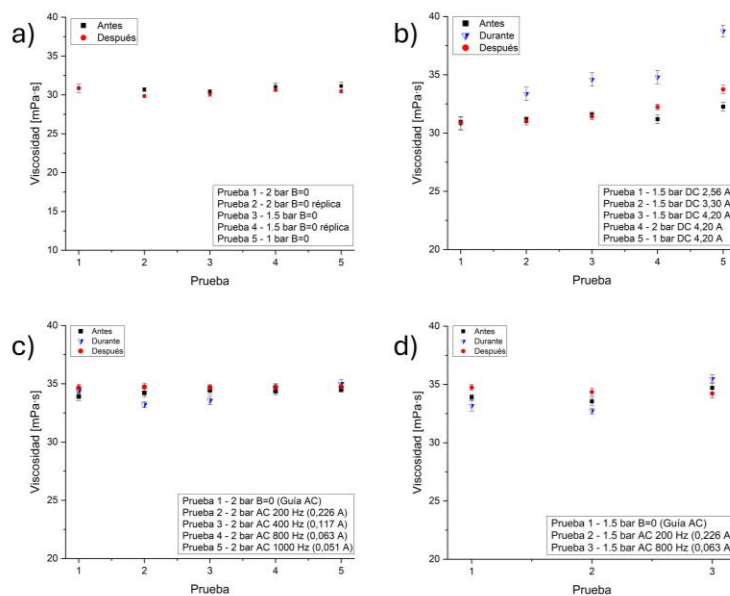 a)
Antes
Después
Viscosidad [mPa·s]
40
35
30
25
20
15
10
Prueba 1 - 2 bar B=0
Prueba 2 - 2 bar B=0 réplica
Prueba 3 - 1.5 bar B=0
Prueba 4 - 1.5 bar B=0 réplica
Prueba 5 - 1 bar B=0
1 2 3 4 5
Prueba
b)
Antes
Durante
Después
Viscosidad [mPa·s]
40
35
30
25
20
Prueba 1 - 1.5 bar DC 2,56 A
Prueba 2 - 1.5 bar DC 3,30 A
Prueba 3 - 1.5 bar DC 4,20 A
Prueba 4 - 2 bar DC 4,20 A
Prueba 5 - 1 bar DC 4,20 A
1 2 3 4 5
Prueba
c)
Antes
Durante
Después
Viscosidad [mPa·s]
40
35
30
25
20
Prueba 1 - 2 bar B=0 (Guía AC)
Prueba 2 - 2 bar AC 200 Hz (0,226 A)
Prueba 3 - 2 bar AC 400 Hz (0,117 A)
Prueba 4 - 2 bar AC 800 Hz (0,063 A)
Prueba 5 - 2 bar AC 1000 Hz (0,051 A)
1 2 3 4 5
Prueba
d)
Antes
Durante
Después
Viscosidad [mPa·s]
40
35
30
25
20
Prueba 1 - 1.5 bar B=0 (Guía AC)
Prueba 2 - 1.5 bar AC 200 Hz (0,226 A)
Prueba 3 - 1.5 bar AC 800 Hz (0,063 A)
1 2 3
Prueba